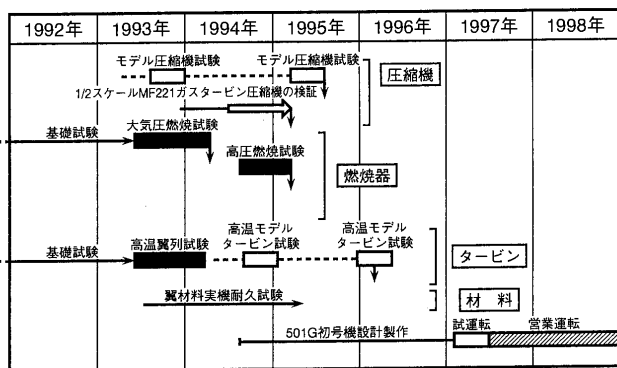 1992年 1993年 1994年 1995年 1996年 1997年 1998年
モデル圧縮機試験 モデル圧縮機試験
圧縮機
1/2スケールMF221ガスタービン圧縮機の検証
基礎試験 大気圧燃焼試験
高圧燃焼試験
燃焼器
高温モデル
タービン試験
高温モデル
タービン試験
基礎試験 高温翼列試験
タービン
翼材料実機耐久試験
材料
501G初号機設計製作
試運転 営業運転